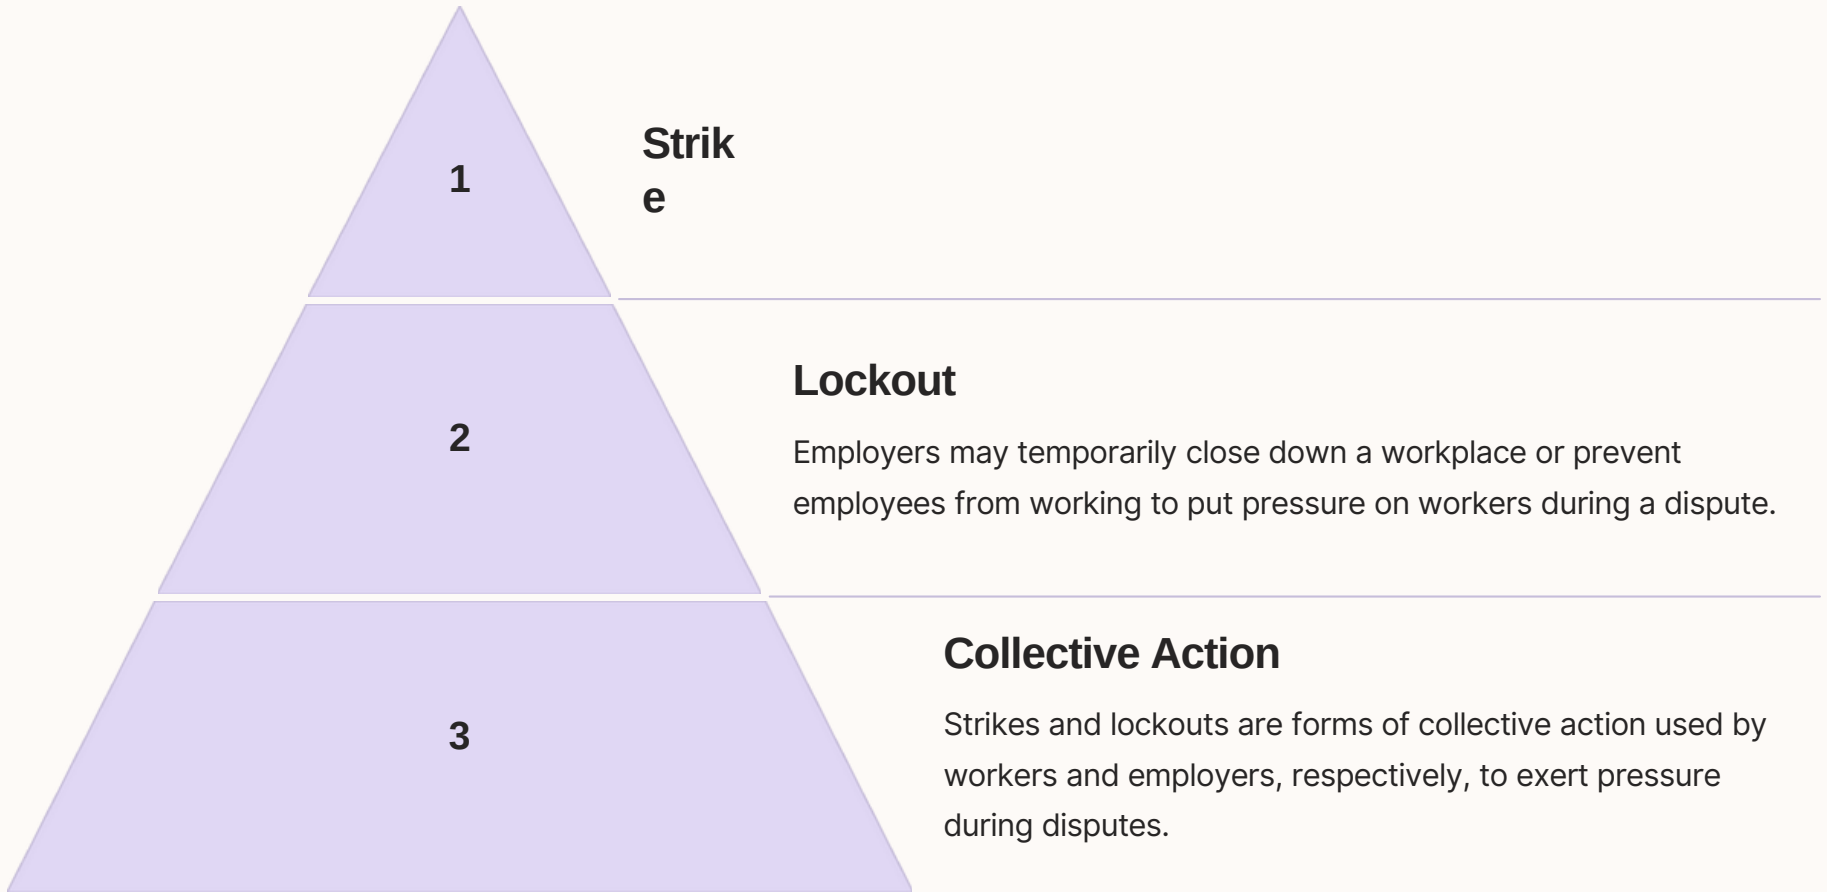 1
Strik
e
2
Lockout
Employers may temporarily close down a workplace or prevent
employees from working to put pressure on workers during a dispute.
3
Collective Action
Strikes and lockouts are forms of collective action used by
workers and employers, respectively, to exert pressure
during disputes.